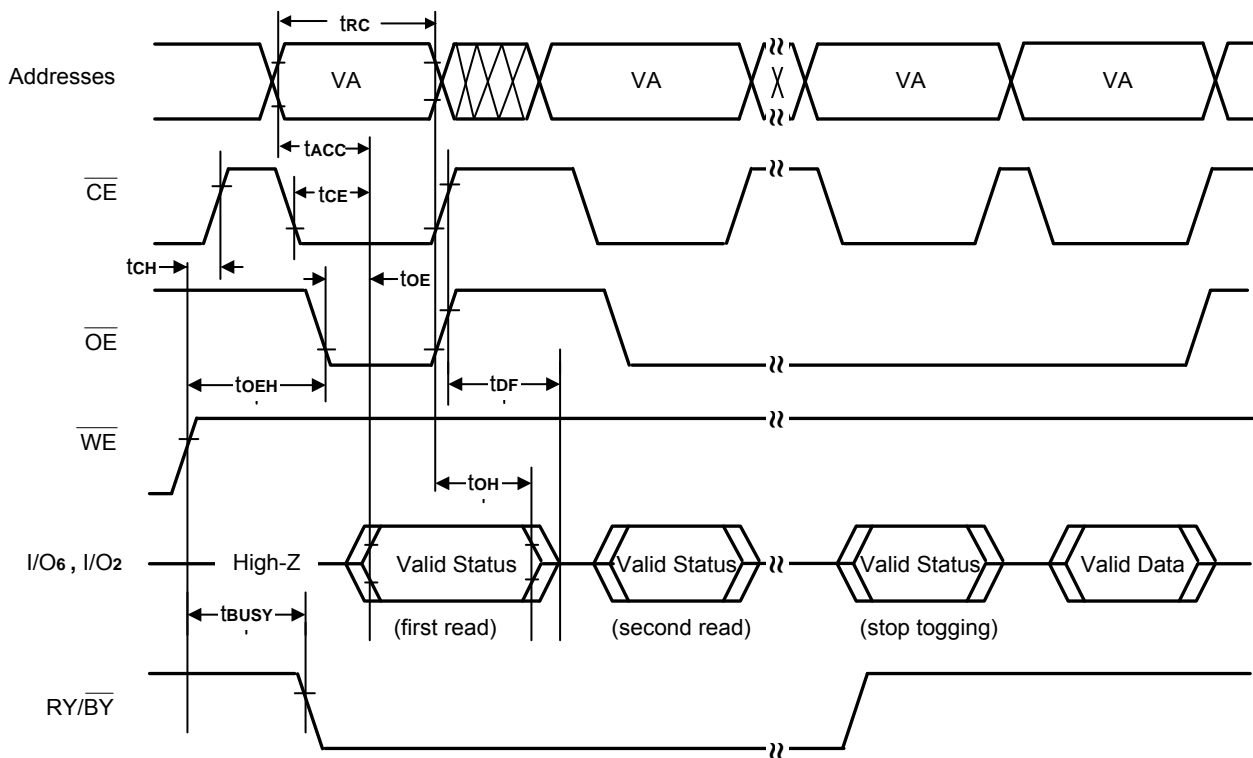 tRC
Addresses
VA
VA
VA
VA
tACC
CE
tCE
tCH
tOE
OE
tOEH
tDF
WE
tOH
I/O6 , I/O2
High-Z
Valid Status
Valid Status
Valid Status
Valid Data
tBUSY
(first read)
(second read)
(stop togging)
RY/BY